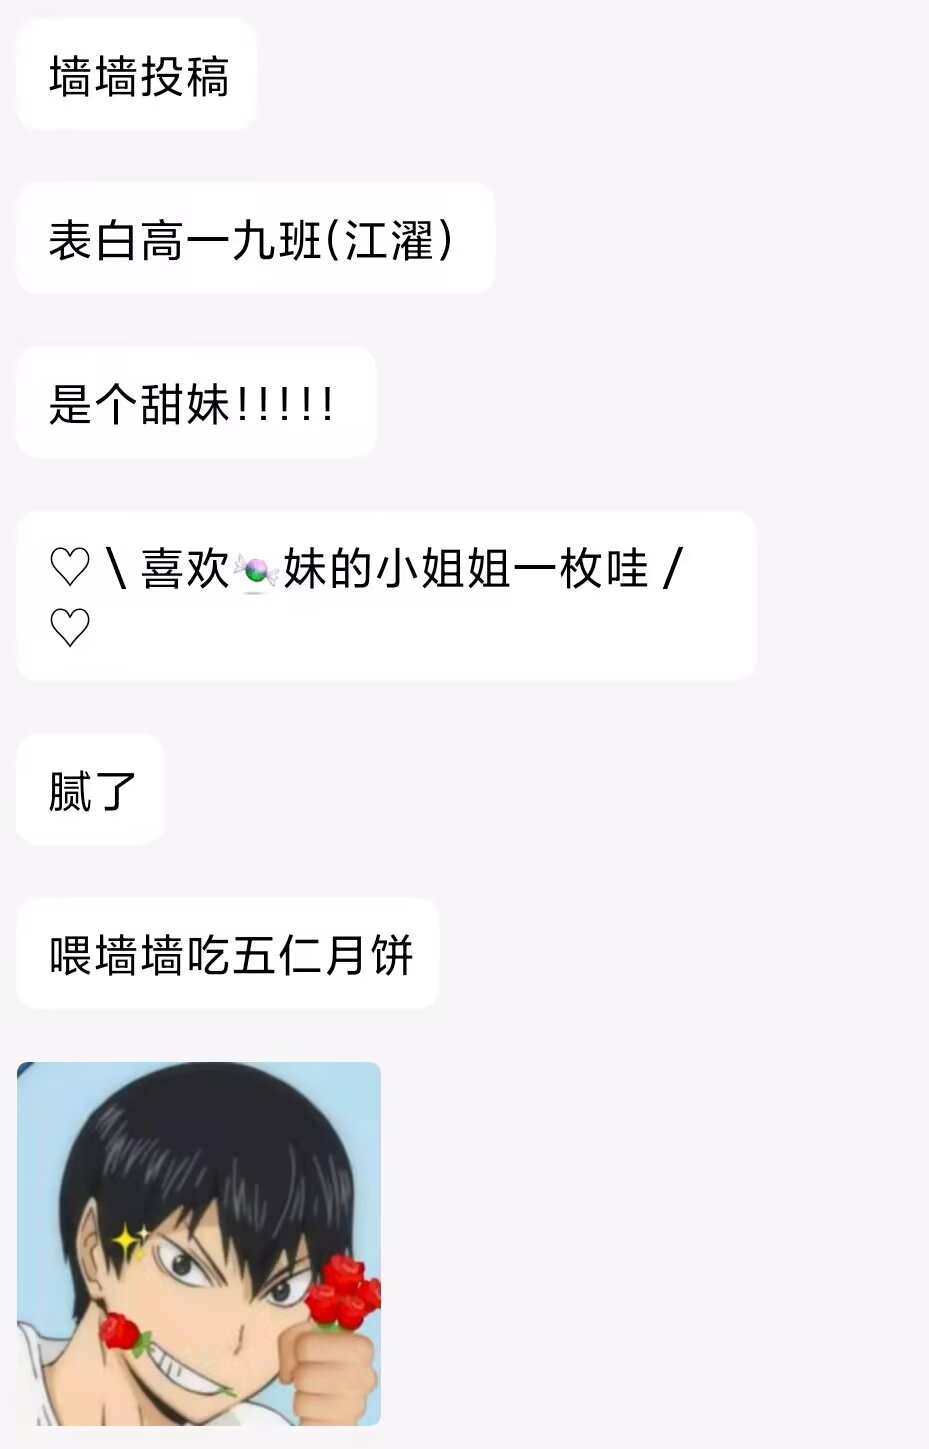 墙墙投稿
表白高一九班(江濯)
是个甜妹!!!!!
♡ \ 喜欢🍬妹的小姐姐一枚哇 /
♡
腻了
喂墙墙吃五仁月饼